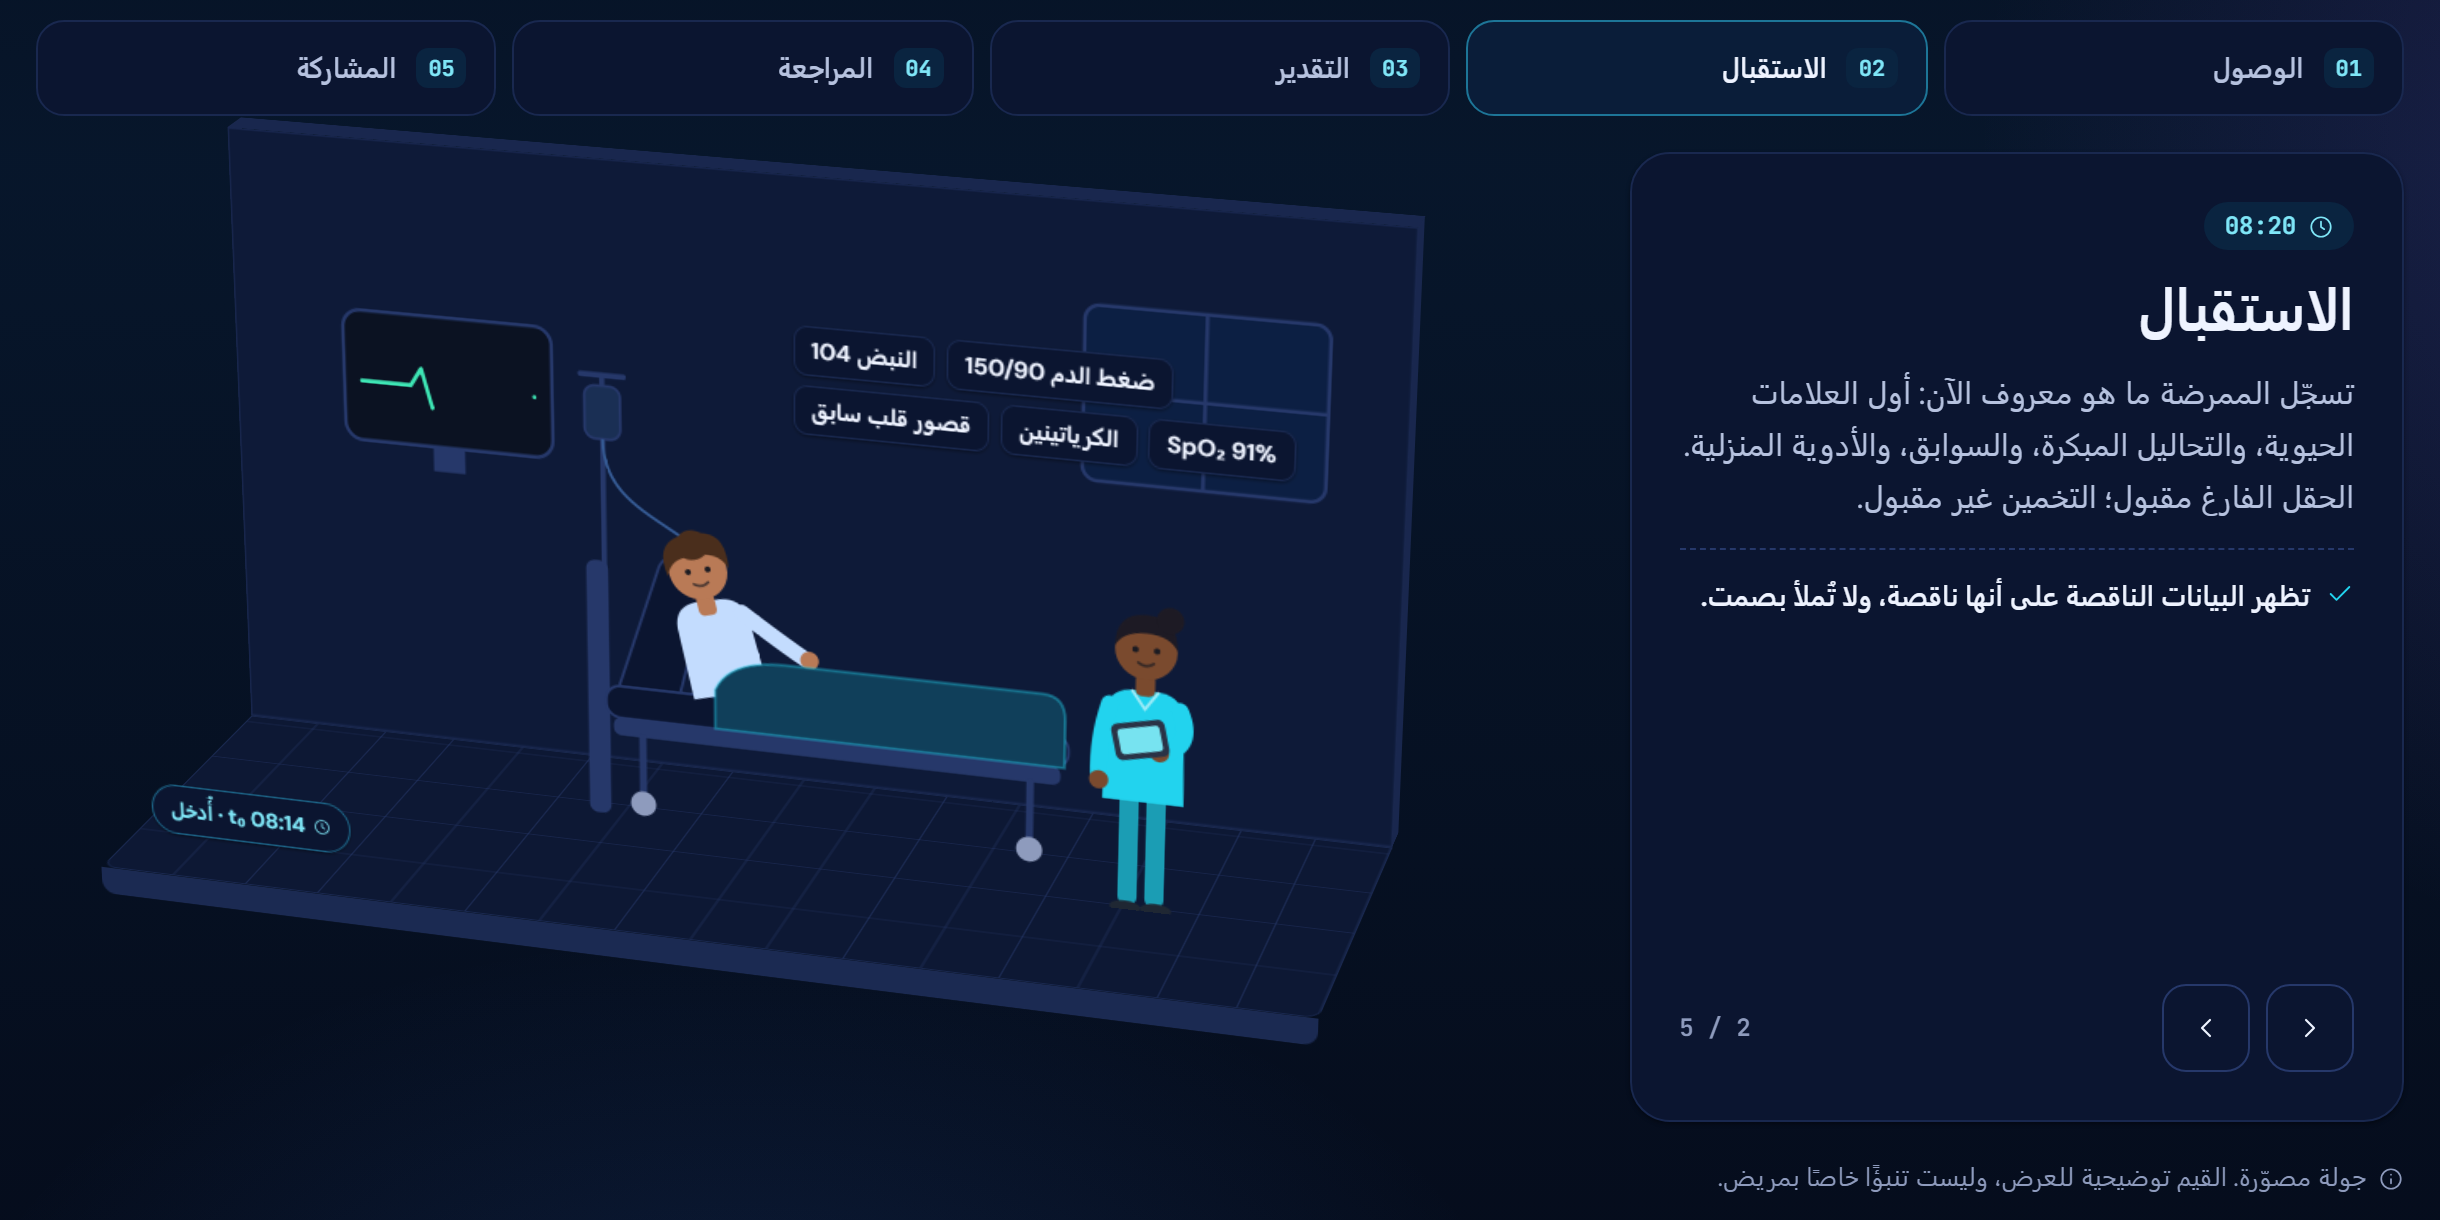 01 الوصول
02 الاستقبال
03 التقدير
04 المراجعة
05 المشاركة
08:20
الاستقبال
تسجّل الممرضة ما هو معروف الآن: أول العلامات
الحيوية، والتحاليل المبكرة، والسوابق، والأدوية المنزلية.
الحقل الفارغ مقبول؛ التخمين غير مقبول.
تظهر البيانات الناقصة على أنها ناقصة، ولا تُملأ بصمت.
2 / 5
ضغط الدم 150/90
النبض 104
SpO₂ 91%
الكرياتينين
قصور قلب سابق
t₀ 08:14 · أُدخل
جولة مصوّرة. القيم توضيحية للعرض، وليست تنبؤًا خاصًا بمريض.